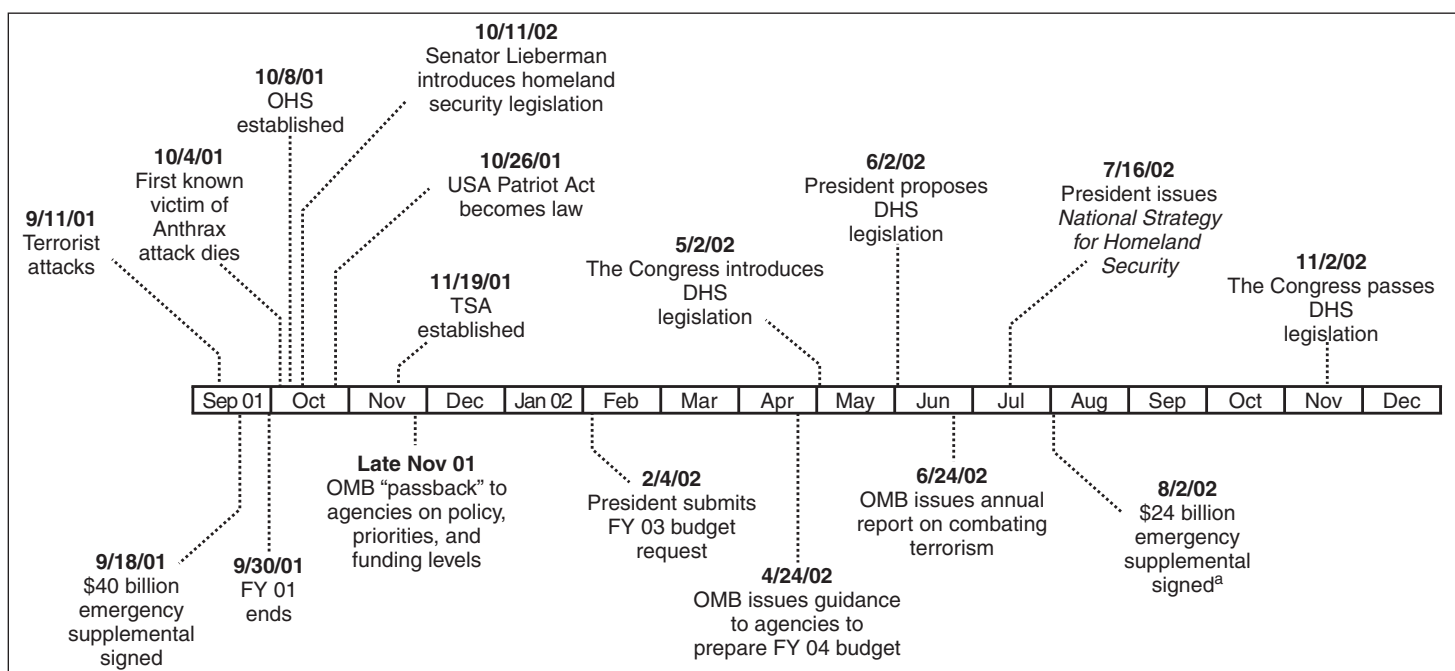 10/11/02
Senator Lieberman
introduces homeland
security legislation
10/8/01
OHS
established
10/4/01
First known
victim of
Anthrax
attack dies
10/26/01
USA Patriot Act
becomes law
9/11/01
Terrorist
attacks
11/19/01
TSA
established
5/2/02
The Congress introduces
DHS
legislation
6/2/02
President proposes
DHS
legislation
7/16/02
President issues
National Strategy
for Homeland
Security
11/2/02
The Congress passes
DHS
legislation
Sep 01 Oct Nov Dec Jan 02 Feb Mar Apr May Jun Jul Aug Sep Oct Nov Dec
9/18/01
$40 billion
emergency
supplemental
signed
9/30/01
FY 01
ends
Late Nov 01
OMB “passback” to
agencies on policy,
priorities, and
funding levels
2/4/02
President submits
FY 03 budget
request
4/24/02
OMB issues guidance
to agencies to
prepare FY 04 budget
6/24/02
OMB issues annual
report on combating
terrorism
8/2/02
$24 billion
emergency
supplemental
signeda